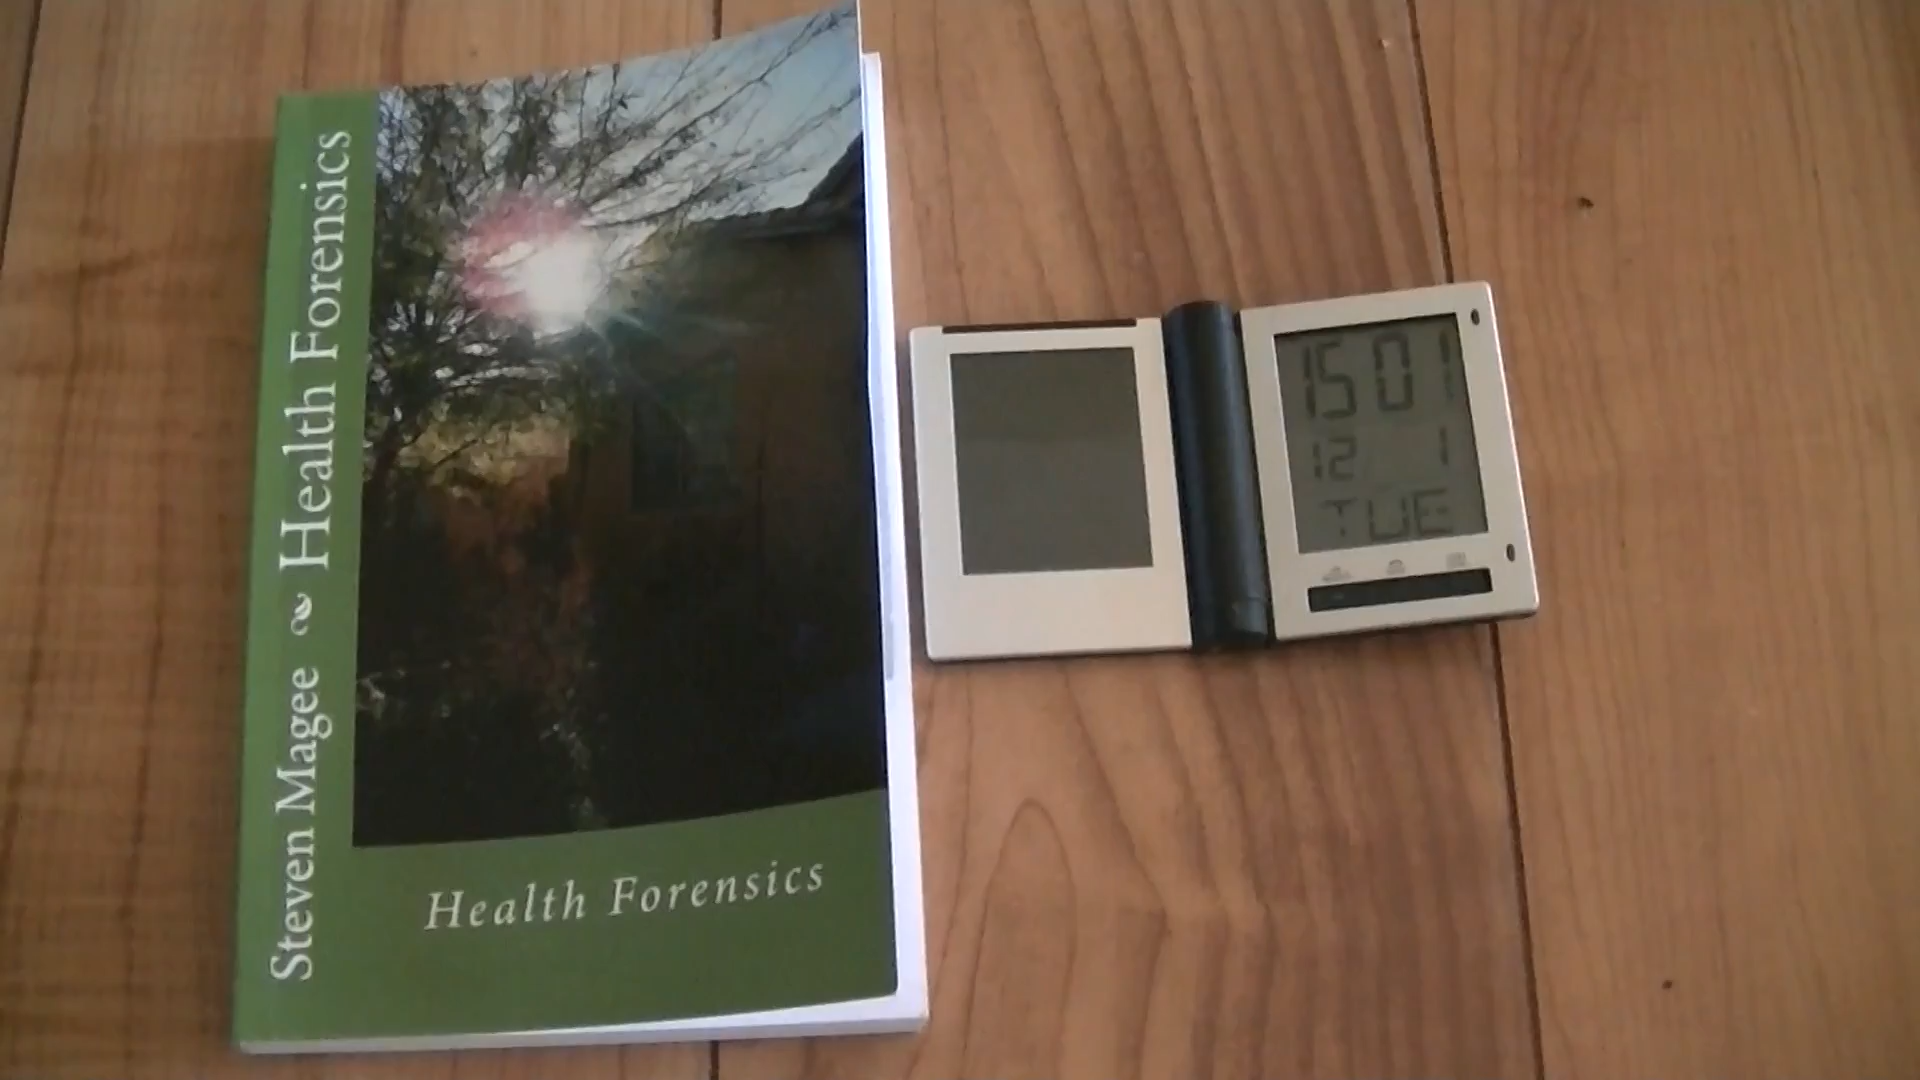 Steven Magee ~ Health Forensics
Health Forensics
15 01
12 1
TUE